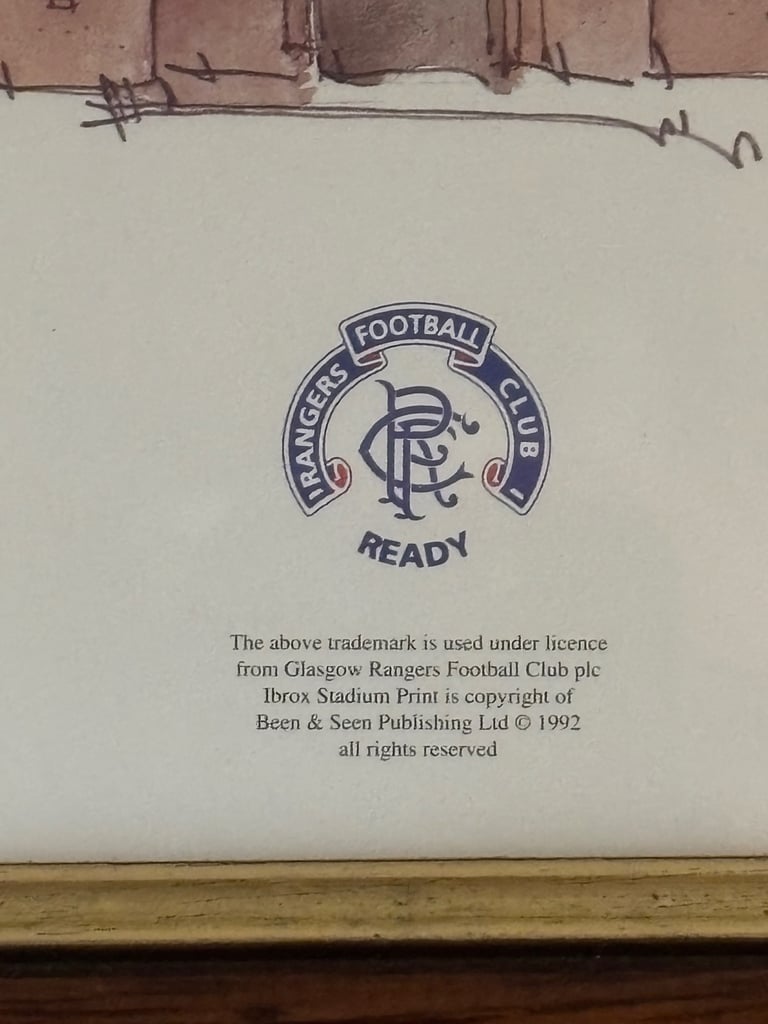 RANGERS FOOTBALL CLUB
RFC
READY
The above trademark is used under licence
from Glasgow Rangers Football Club plc
Ibrox Stadium Print is copyright of
Been & Seen Publishing Ltd © 1992
all rights reserved